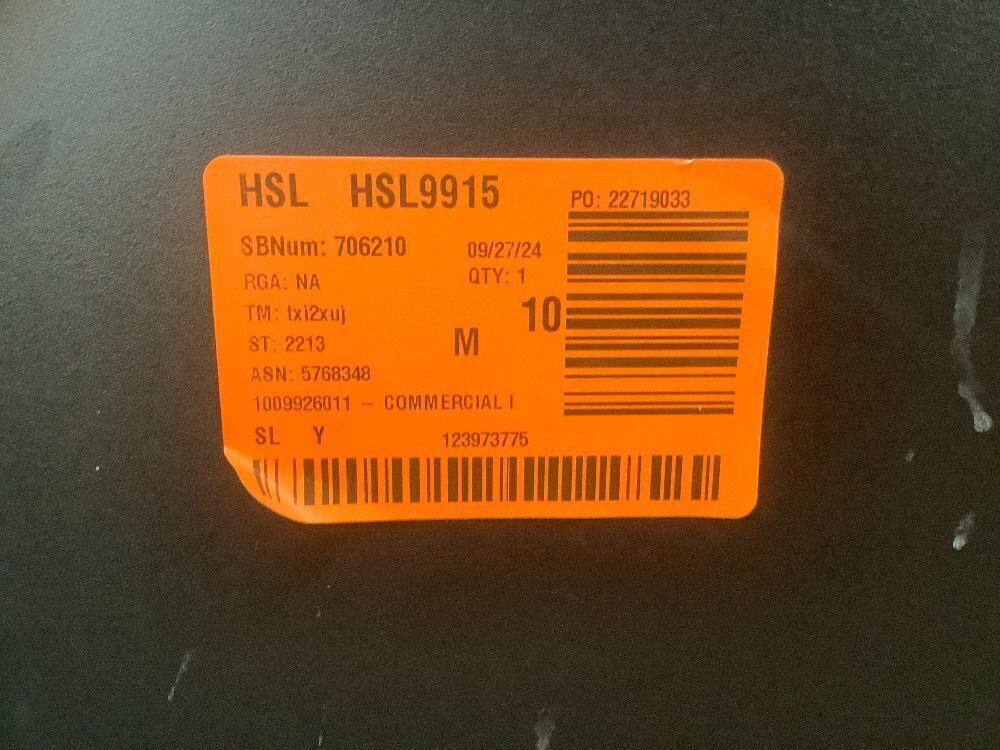 HSL HSL9915
PO: 22719033
SBNum: 706210 09/27/24
RGA: NA QTY: 1
TM: txi2xuj 10
ST: 2213 M
ASN: 5768348
1009926011 – COMMERCIAL I
SL Y 123973775